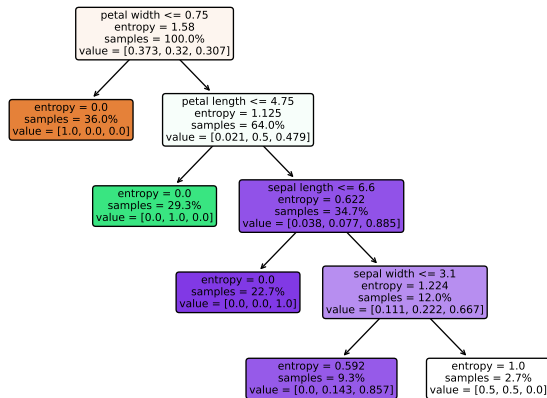 petal width <= 0.75
entropy = 1.58
samples = 100.0%
value = [0.373, 0.32, 0.307]
entropy = 0.0
samples = 36.0%
value = [1.0, 0.0, 0.0]
petal length <= 4.75
entropy = 1.125
samples = 64.0%
value = [0.021, 0.5, 0.479]
entropy = 0.0
samples = 29.3%
value = [0.0, 1.0, 0.0]
sepal length <= 6.6
entropy = 0.622
samples = 34.7%
value = [0.038, 0.077, 0.885]
entropy = 0.0
samples = 22.7%
value = [0.0, 0.0, 1.0]
sepal width <= 3.1
entropy = 1.224
samples = 12.0%
value = [0.111, 0.222, 0.667]
entropy = 0.592
samples = 9.3%
value = [0.0, 0.143, 0.857]
entropy = 1.0
samples = 2.7%
value = [0.5, 0.5, 0.0]